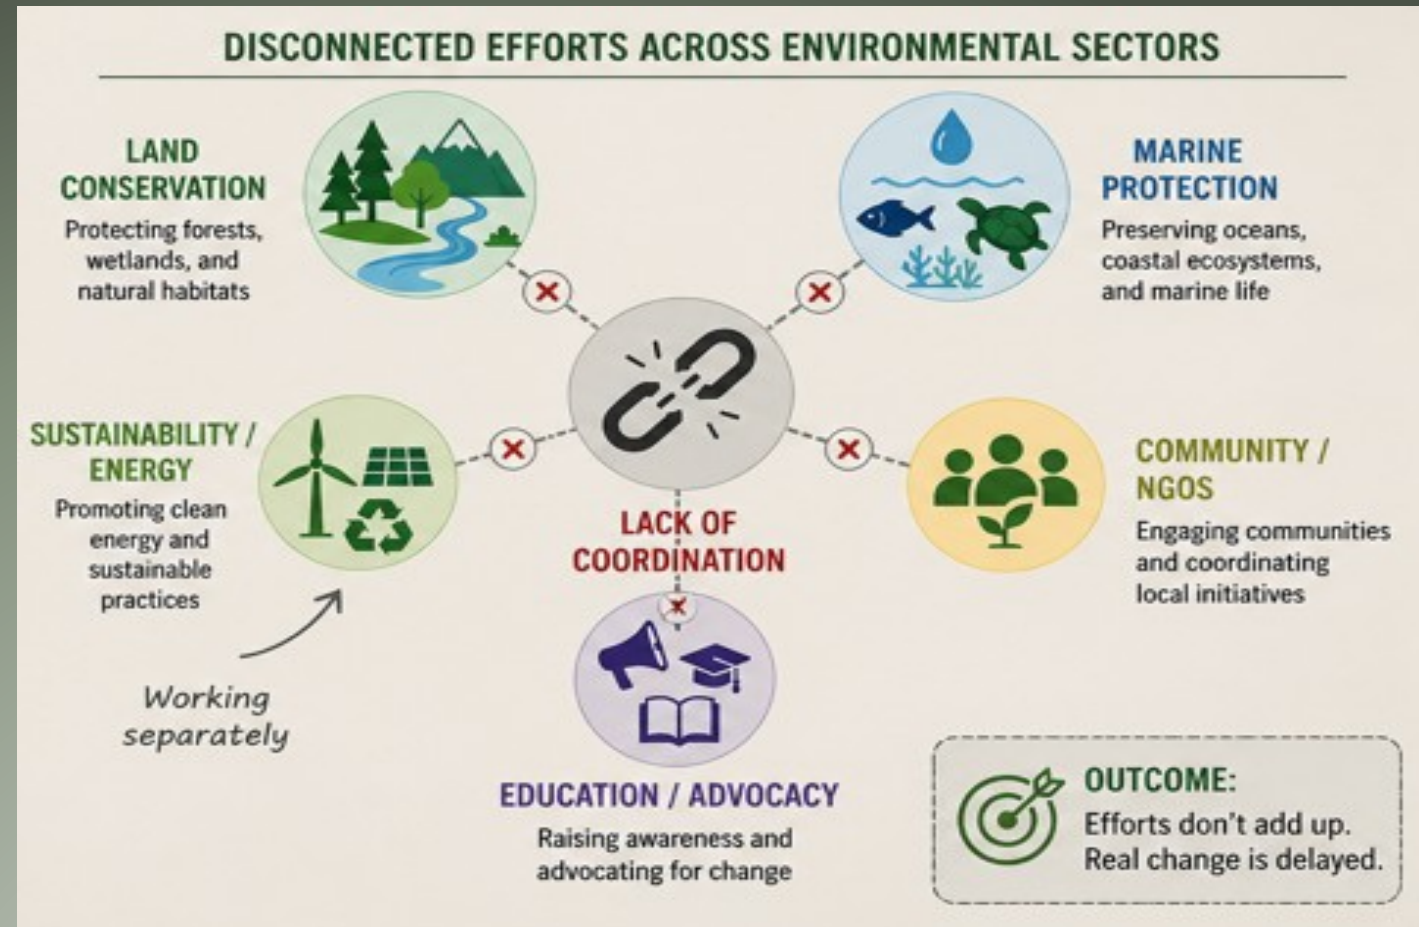 DISCONNECTED EFFORTS ACROSS ENVIRONMENTAL SECTORS
LAND
CONSERVATION
Protecting forests,
wetlands, and
natural habitats
MARINE
PROTECTION
Preserving oceans,
coastal ecosystems,
and marine life
SUSTAINABILITY /
ENERGY
Promoting clean
energy and
sustainable
practices
Working
separately
LACK OF
COORDINATION
COMMUNITY /
NGOS
Engaging communities
and coordinating
local initiatives
EDUCATION / ADVOCACY
Raising awareness and
advocating for change
OUTCOME:
Efforts don't add up.
Real change is delayed.